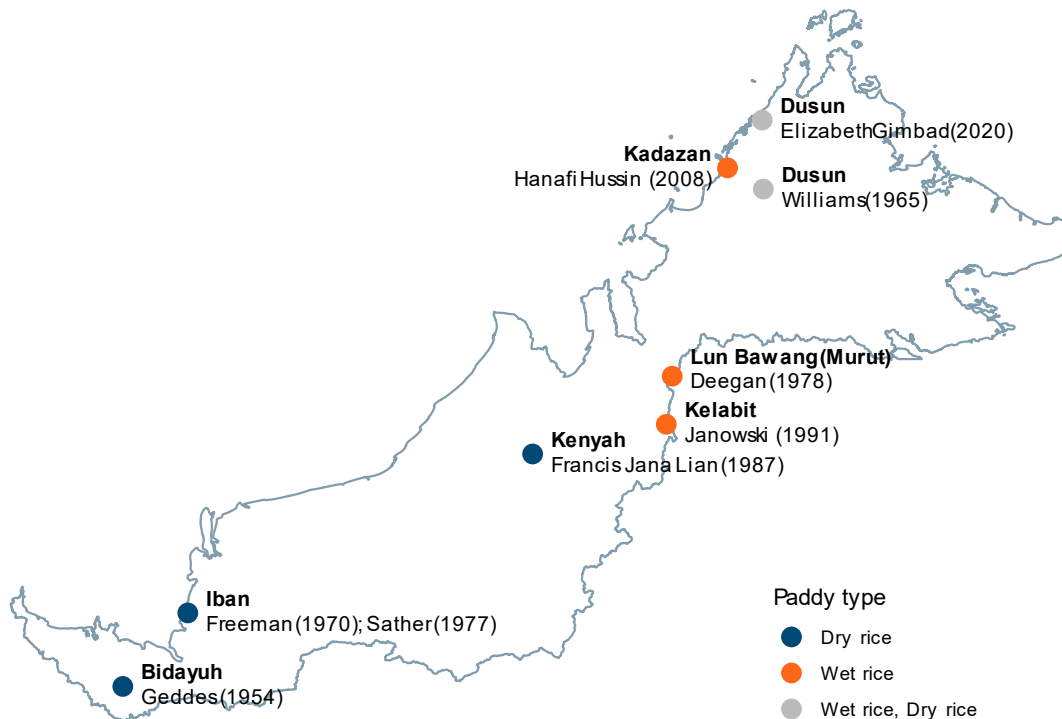 Dusun
Elizabeth Gimbad (2020)
Kadazan
Hanafi Hussin (2008)
Dusun
Williams (1965)
Lun Bawang (Murut)
Deegan (1978)
Kelabit
Janowski (1991)
Kenyah
Francis Jana Lian (1987)
Iban
Freeman (1970); Sather (1977)
Bidayuh
Geddes (1954)
Paddy type
Dry rice
Wet rice
Wet rice, Dry rice